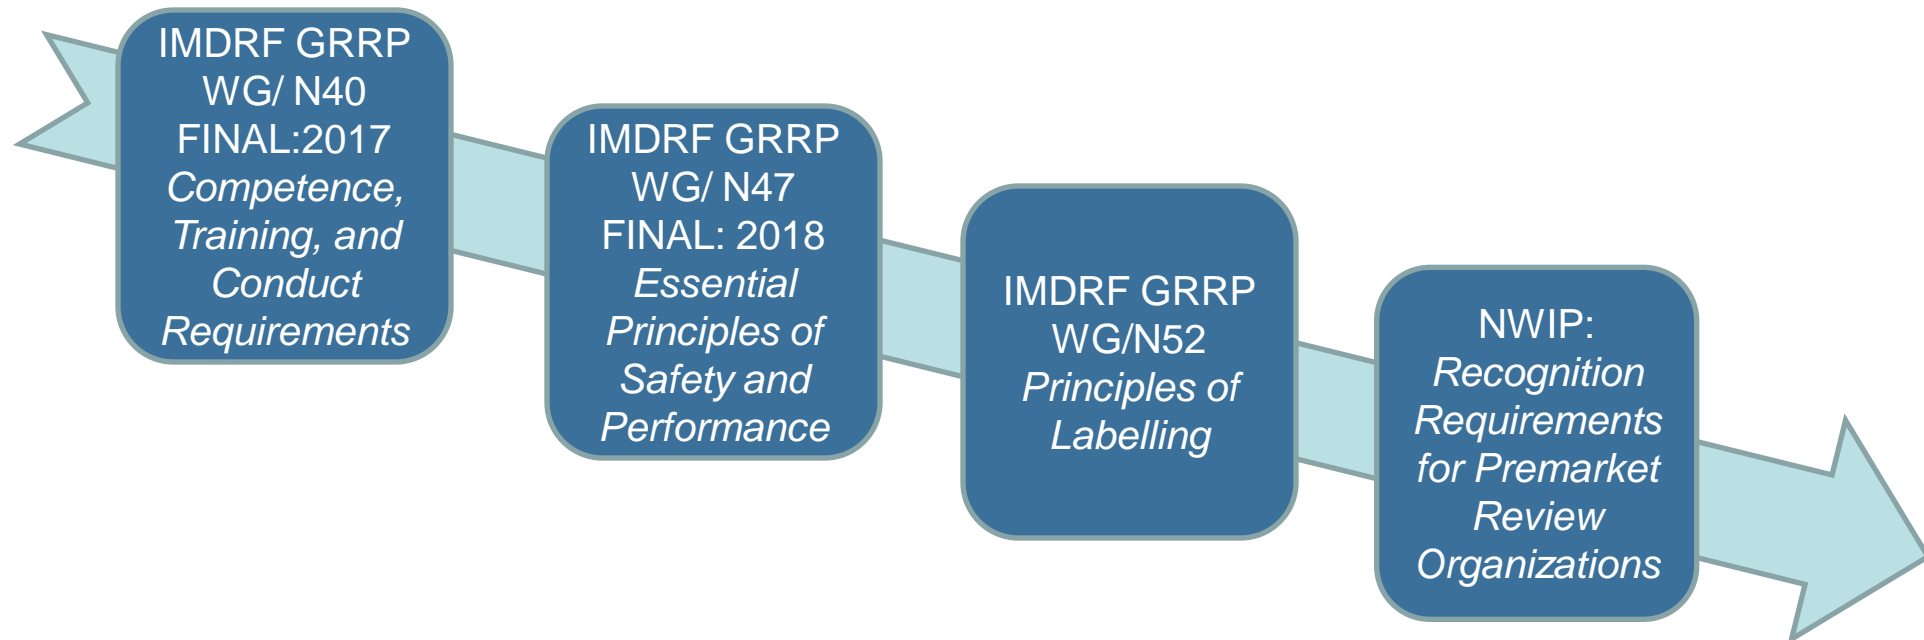 IMDRF GRRP
WG/ N40
FINAL:2017
Competence,
Training, and
Conduct
Requirements
IMDRF GRRP
WG/ N47
FINAL: 2018
Essential
Principles of
Safety and
Performance
IMDRF GRRP
WG/N52
Principles of
Labelling
NWIP:
Recognition
Requirements
for Premarket
Review
Organizations